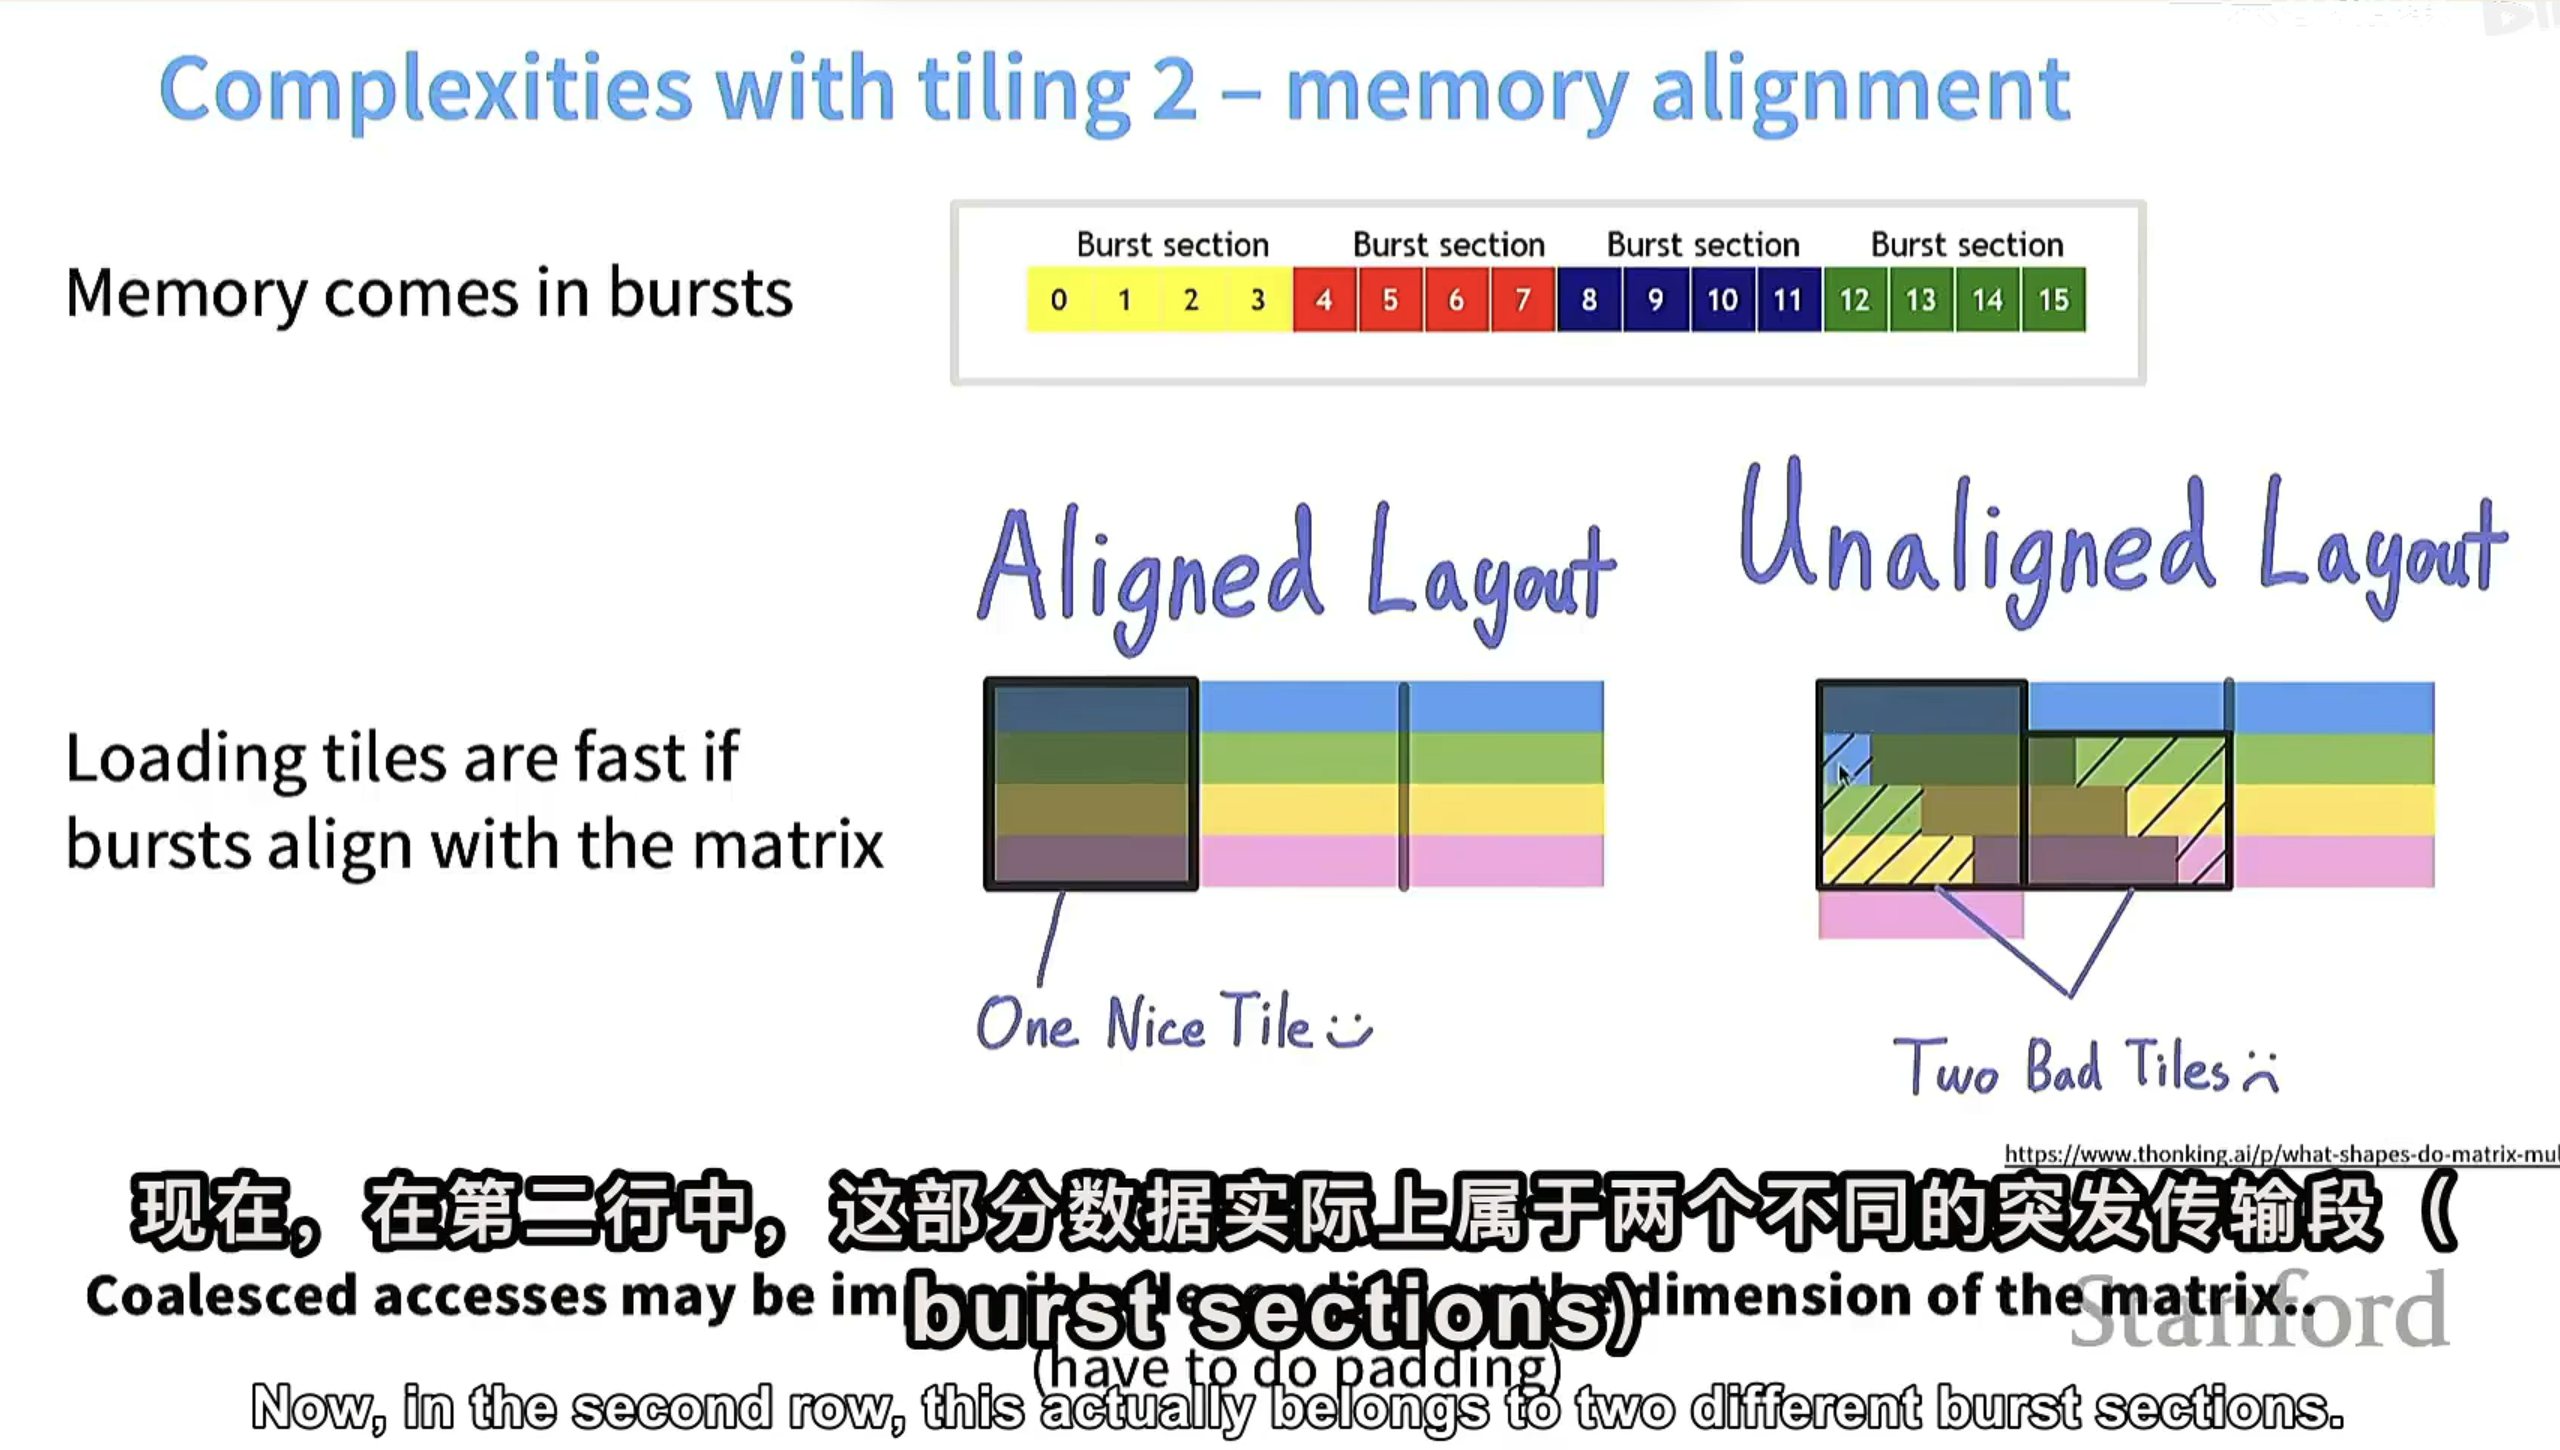 Complexities with tiling 2 – memory alignment
Memory comes in bursts
Burst section Burst section Burst section Burst section
0 1 2 3 4 5 6 7 8 9 10 11 12 13 14 15
Aligned Layout
Unaligned Layout
Loading tiles are fast if
bursts align with the matrix
One Nice Tile
Two Bad Tiles
https://www.thonking.ai/p/what-shapes-do-matrix-mul
现在，在第二行中，这部分数据实际上属于两个不同的突发传输段（
burst sections）
Coalesced accesses may be dimension of the matrix..
Stanford
(have to do padding)
Now, in the second row, this actually belongs to two different burst sections.